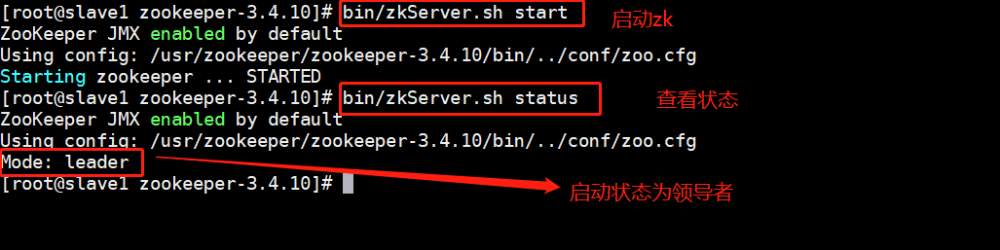 [root@slave1 zookeeper-3.4.10]# bin/zkServer.sh start 启动zk
ZooKeeper JMX enabled by default
Using config: /usr/zookeeper/zookeeper-3.4.10/bin/../conf/zoo.cfg
Starting zookeeper ... STARTED
[root@slave1 zookeeper-3.4.10]# bin/zkServer.sh status 查看状态
ZooKeeper JMX enabled by default
Using config: /usr/zookeeper/zookeeper-3.4.10/bin/../conf/zoo.cfg
Mode: leader
[root@slave1 zookeeper-3.4.10]# 启动状态为领导者